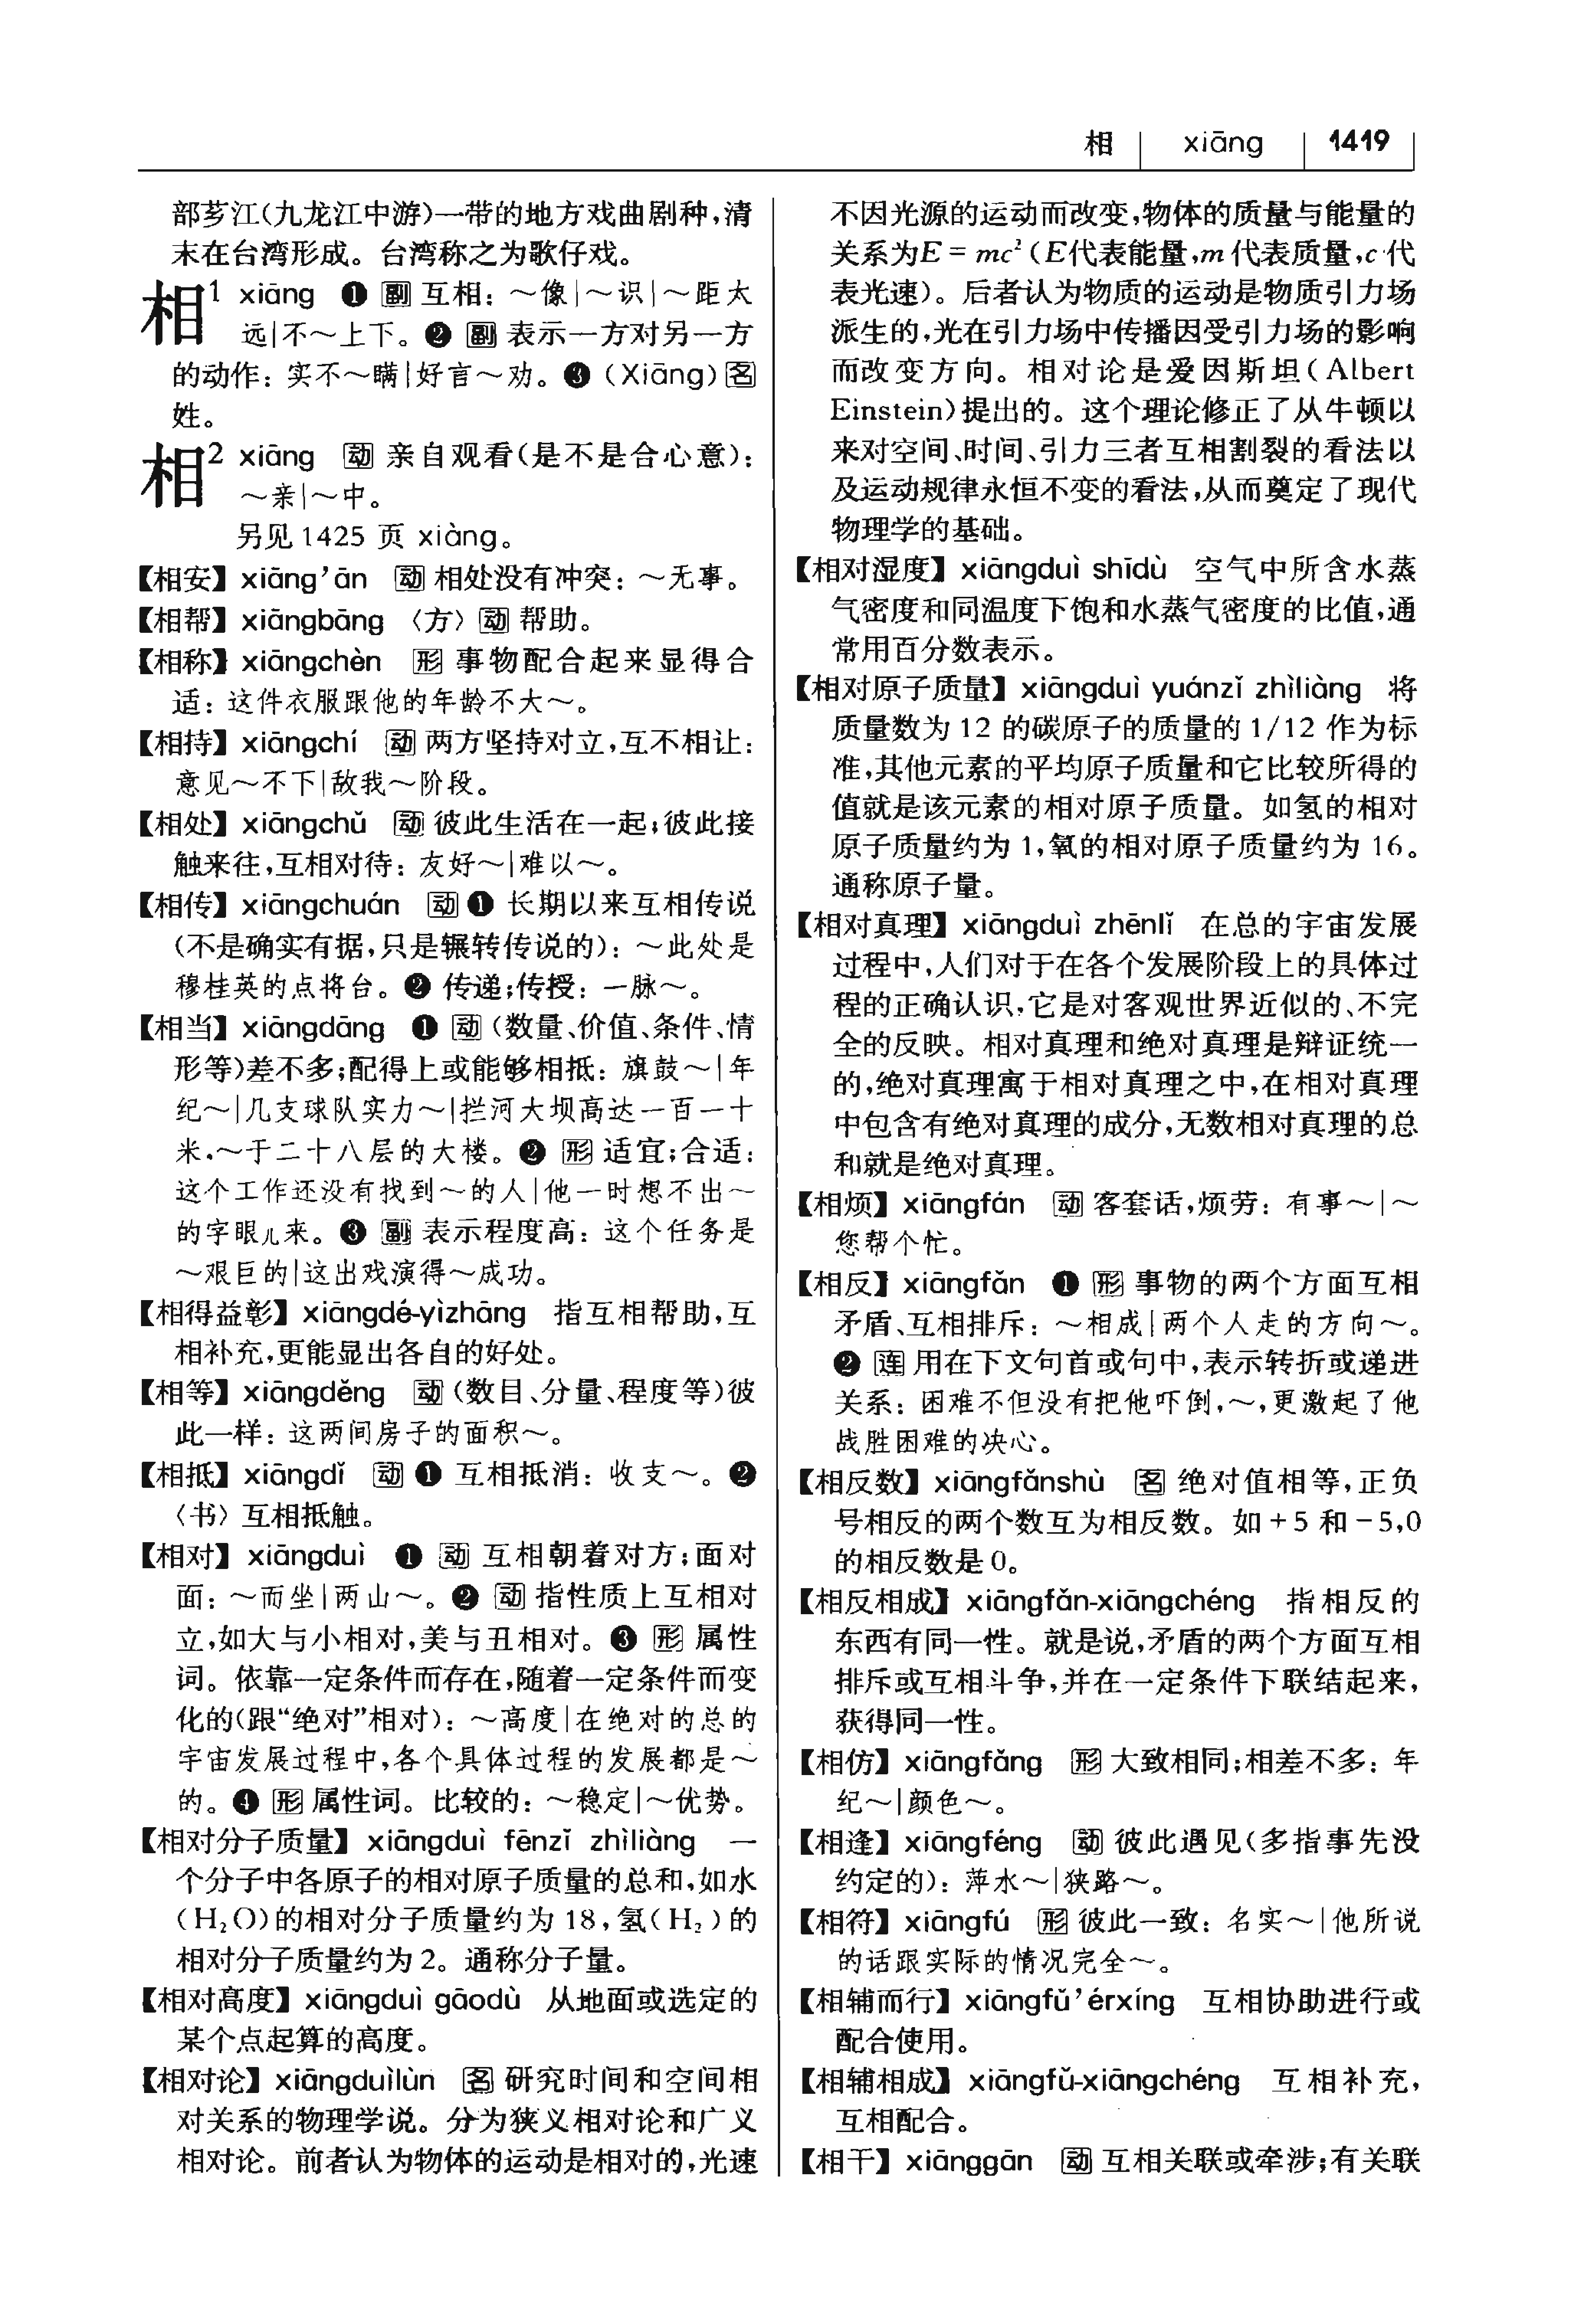 相 xiāng 1419
部芗江(九龙江中游)一带的地方戏曲剧种,清
末在台湾形成。台湾称之为歌仔戏。
相1 xiāng ❶ 副 互相:～像|～识|～距太
远|不～上下。❷ 副 表示一方对另一方
的动作:实不～瞒|好言～劝。❸(Xiāng)名
姓。
相2 xiāng 动 亲自观看(是不是合心意):
～亲|～中。
另见1425 页 xiàng。
【相安】xiāng’ān 动 相处没有冲突:～无事。
【相帮】xiāngbāng 〈方〉动 帮助。
【相称】xiāngchèn 形 事物配合起来显得合
适:这件衣服跟他的年龄不大～。
【相持】xiāngchí 动 两方坚持对立,互不相让:
意见～不下|敌我～阶段。
【相处】xiāngchǔ 动 彼此生活在一起;彼此接
触来往,互相对待:友好～|难以～。
【相传】xiāngchuán 动 ❶ 长期以来互相传说
(不是确实有据,只是辗转传说的):～此处是
穆桂英的点将台。❷ 传递;传授:一脉～。
【相当】xiāngdāng ❶ 动(数量、价值、条件、情
形等)差不多;配得上或能够相抵:旗鼓～|年
纪～|几支球队实力～|拦河大坝高达一百一十
米,～于二十八层的大楼。❷ 形 适宜;合适:
这个工作还没有找到～的人|他一时想不出～
的字眼儿来。❸ 副 表示程度高:这个任务是
～艰巨的|这出戏演得～成功。
【相得益彰】xiāngdé-yìzhāng 指互相帮助,互
相补充,更能显出各自的好处。
【相等】xiāngděng 动(数目、分量、程度等)彼
此一样:这两间房子的面积～。
【相抵】xiāngdǐ 动 ❶ 互相抵消:收支～。❷
〈书〉互相抵触。
【相对】xiāngduì ❶ 动 互相朝着对方;面对
面:～而坐|两山～。❷ 动 指性质上互相对
立,如大与小相对,美与丑相对。❸ 形 属性
词。依靠一定条件而存在,随着一定条件而变
化的(跟“绝对”相对):～高度|在绝对的总的
宇宙发展过程中,各个具体过程的发展都是～
的。❹ 形 属性词。比较的:～稳定|～优势。
【相对分子质量】xiāngduì fēnzǐ zhìliàng 一
个分子中各原子的相对原子质量的总和,如水
(H₂O)的相对分子质量约为 18,氢(H₂)的
相对分子质量约为 2。通称分子量。
【相对高度】xiāngduì gāodù 从地面或选定的
某个点起算的高度。
【相对论】xiāngduìlùn 名 研究时间和空间相
对关系的物理学说。分为狭义相对论和广义
相对论。前者认为物体的运动是相对的,光速
不因光源的运动而改变,物体的质量与能量的
关系为E = mc²(E代表能量,m 代表质量,c 代
表光速)。后者认为物质的运动是物质引力场
派生的,光在引力场中传播因受引力场的影响
而改变方向。相对论是爱因斯坦(Albert
Einstein)提出的。这个理论修正了从牛顿以
来对空间、时间、引力三者互相割裂的看法以
及运动规律永恒不变的看法,从而奠定了现代
物理学的基础。
【相对湿度】xiāngduì shīdù 空气中所含水蒸
气密度和同温度下饱和水蒸气密度的比值,通
常用百分数表示。
【相对原子质量】xiāngduì yuánzǐ zhìliàng 将
质量数为 12 的碳原子的质量的 1/12 作为标
准,其他元素的平均原子质量和它比较所得的
值就是该元素的相对原子质量。如氢的相对
原子质量约为 1,氧的相对原子质量约为 16。
通称原子量。
【相对真理】xiāngduì zhēnlǐ 在总的宇宙发展
过程中,人们对于在各个发展阶段上的具体过
程的正确认识,它是对客观世界近似的、不完
全的反映。相对真理和绝对真理是辩证统一
的,绝对真理寓于相对真理之中,在相对真理
中包含有绝对真理的成分,无数相对真理的总
和就是绝对真理。
【相烦】xiāngfán 动 客套话,烦劳:有事～|～
您帮个忙。
【相反】xiāngfǎn ❶ 形 事物的两个方面互相
矛盾、互相排斥:～相成|两个人走的方向～。
❷ 连 用在下文句首或句中,表示转折或递进
关系:困难不但没有把他吓倒,～,更激起了他
战胜困难的决心。
【相反数】xiāngfǎnshù 名 绝对值相等,正负
号相反的两个数互为相反数。如＋5 和－5,0
的相反数是 0。
【相反相成】xiāngfǎn-xiāngchéng 指相反的
东西有同一性。就是说,矛盾的两个方面互相
排斥或互相斗争,并在一定条件下联结起来,
获得同一性。
【相仿】xiāngfǎng 形 大致相同;相差不多:年
纪～|颜色～。
【相逢】xiāngféng 动 彼此遇见(多指事先没
约定的):萍水～|狭路～。
【相符】xiāngfú 形 彼此一致:名实～|他所说
的话跟实际的情况完全～。
【相辅而行】xiāngfǔ’érxíng 互相协助进行或
配合使用。
【相辅相成】xiāngfǔ-xiāngchéng 互相补充,
互相配合。
【相干】xiānggān 动 互相关联或牵涉;有关联